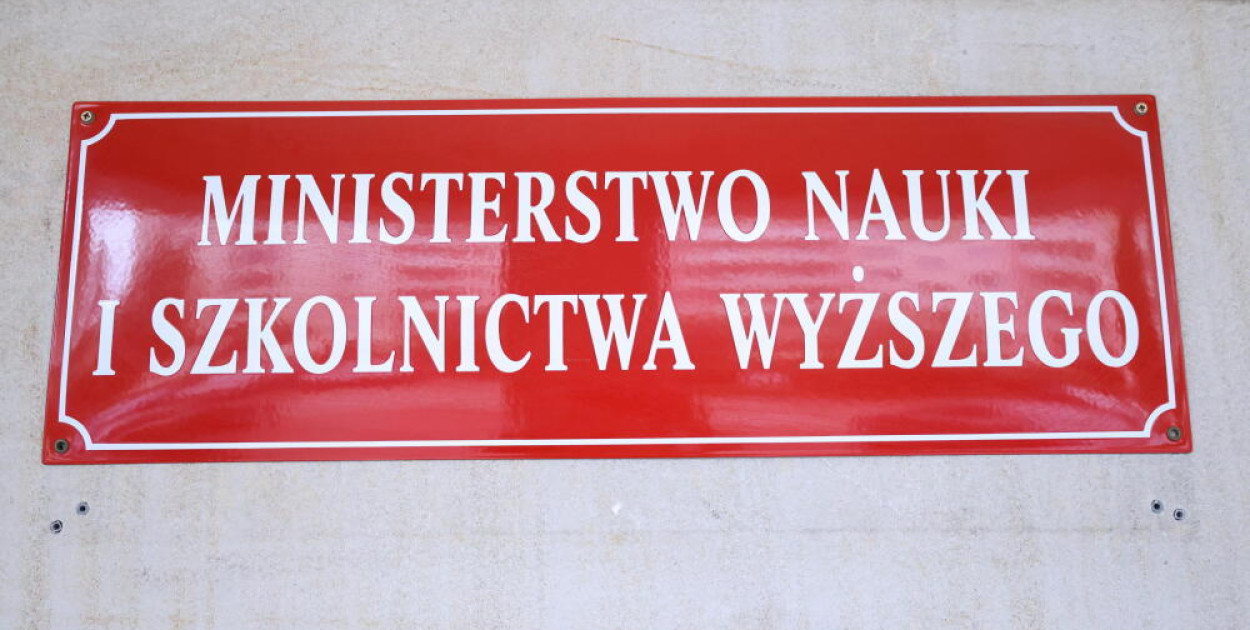 MINISTERSTWO NAUKI
I SZKOLNICTWA WYŻSZEGO